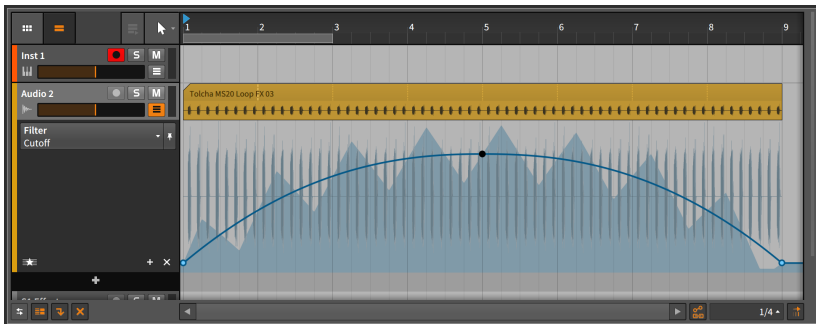 1 2 3 4 5 6 7 8 9
Inst 1 S M
Audio 2 S M
Tolcha MS20 Loop FX 03
Filter
Cutoff
S M
1/4